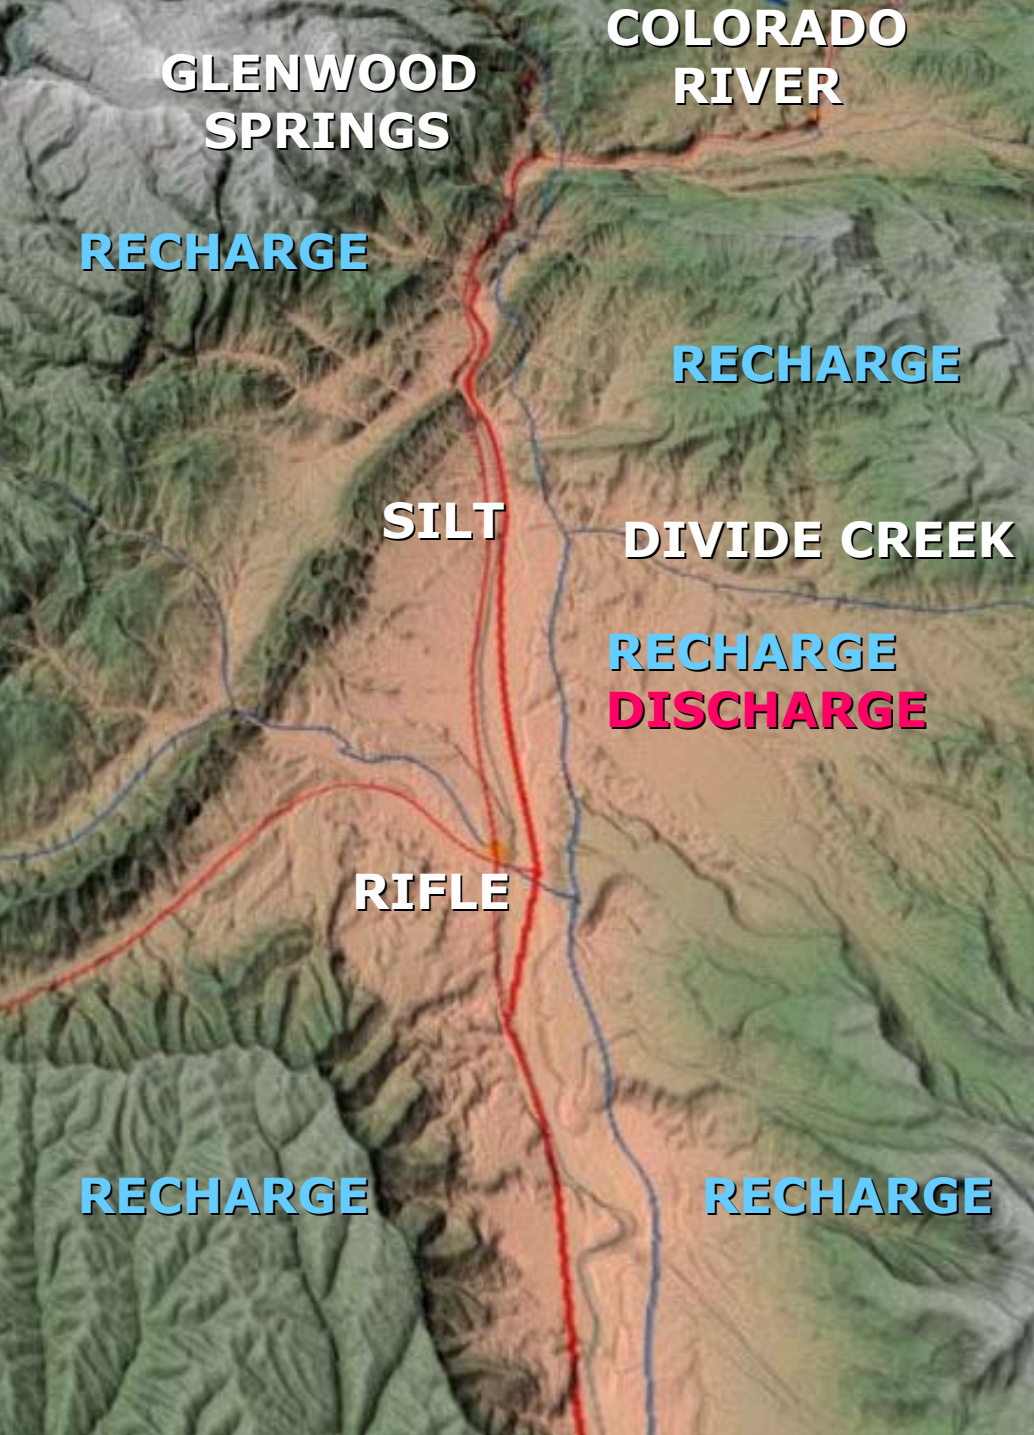 COLORADO
RIVER
GLENWOOD
SPRINGS
RECHARGE
RECHARGE
SILT
DIVIDE CREEK
RECHARGE
DISCHARGE
RIFLE
RECHARGE
RECHARGE